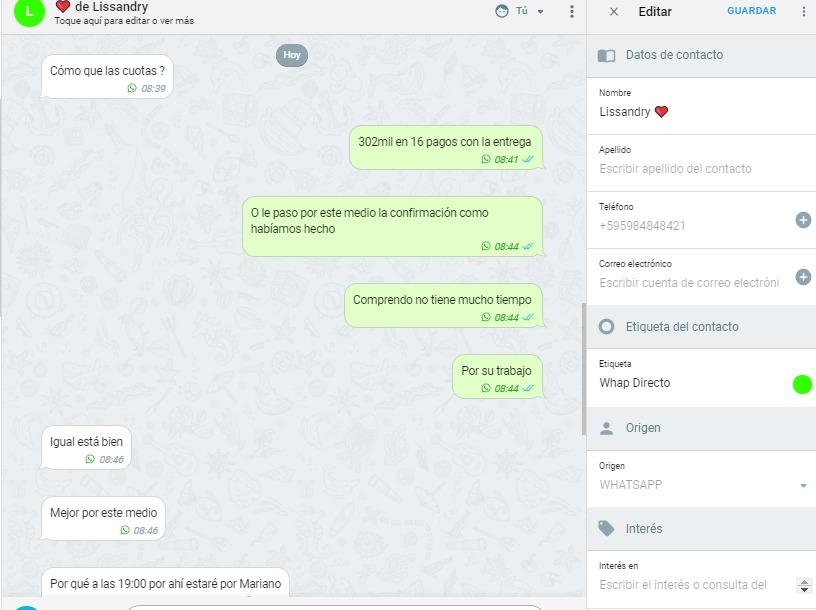 L
❤️ de Lissandry
Toque aquí para editar o ver más
Tú
Hoy
Cómo que las cuotas ?
08:39
302mil en 16 pagos con la entrega
08:41
O le paso por este medio la confirmación como
habíamos hecho
08:44
Comprendo no tiene mucho tiempo
08:44
Por su trabajo
08:44
Igual está bien
08:46
Mejor por este medio
08:46
Por qué a las 19:00 por ahí estaré por Mariano
Editar
GUARDAR
Datos de contacto
Nombre
Lissandry ❤️
Apellido
Escribir apellido del contacto
Teléfono
+595984848421
Correo electrónico
Escribir cuenta de correo electróni
Etiqueta del contacto
Etiqueta
Whap Directo
Origen
Origen
WHATSAPP
Interés
Interés en
Escribir el interés o consulta del